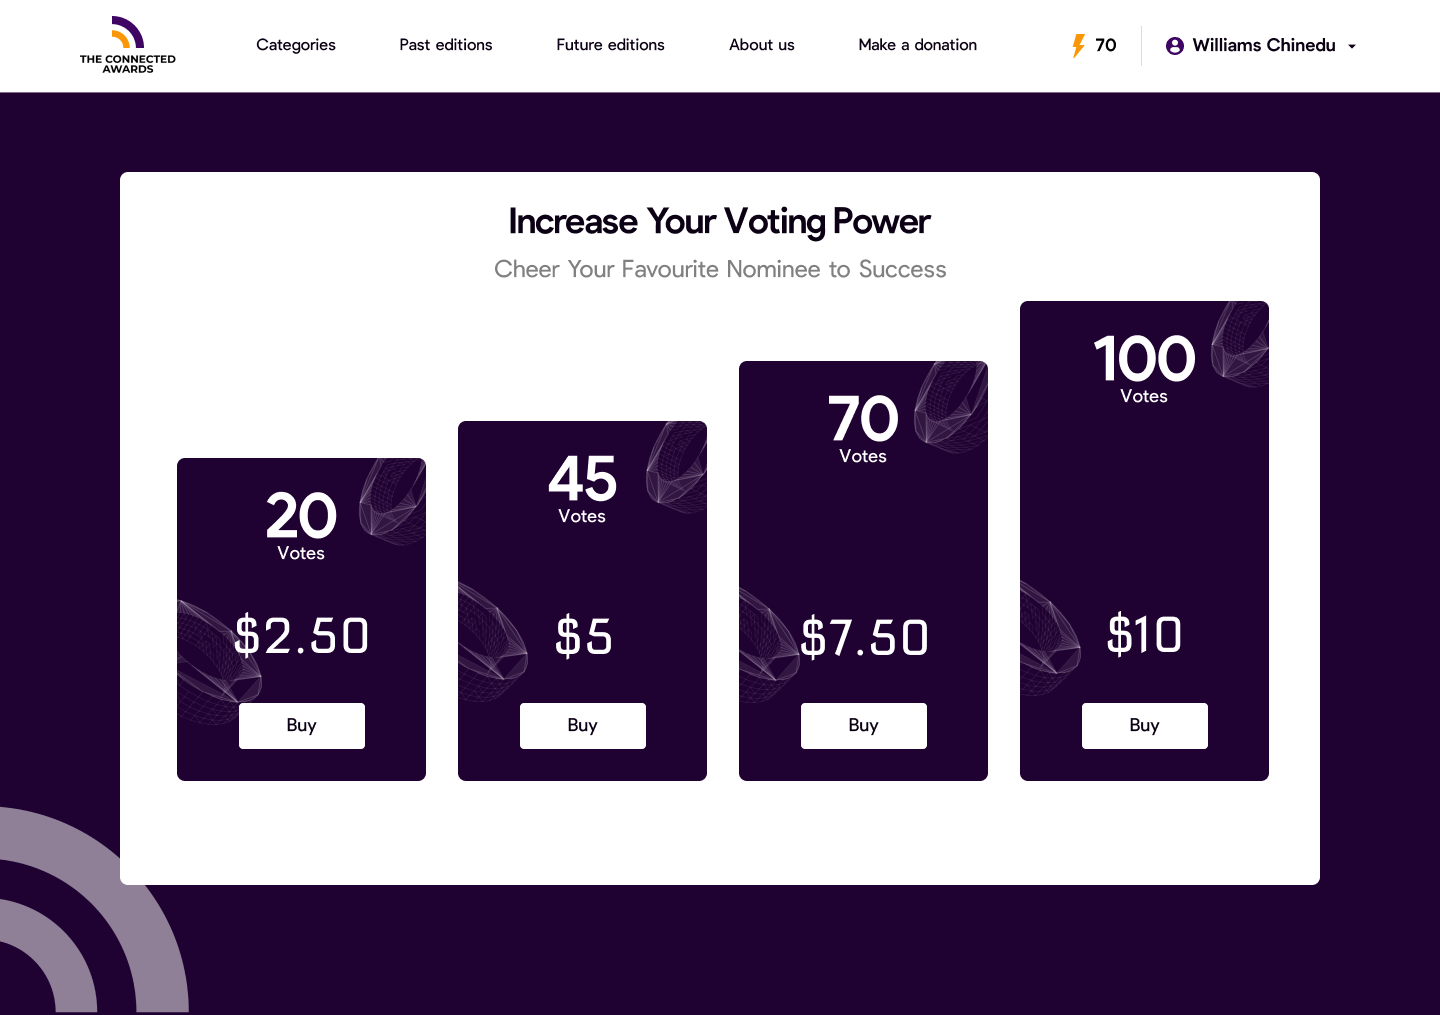 THE CONNECTED
AWARDS
Categories
Past editions
Future editions
About us
Make a donation
70
Williams Chinedu
Increase Your Voting Power
Cheer Your Favourite Nominee to Success
20
Votes
$2.50
Buy
45
Votes
$5
Buy
70
Votes
$7.50
Buy
100
Votes
$10
Buy